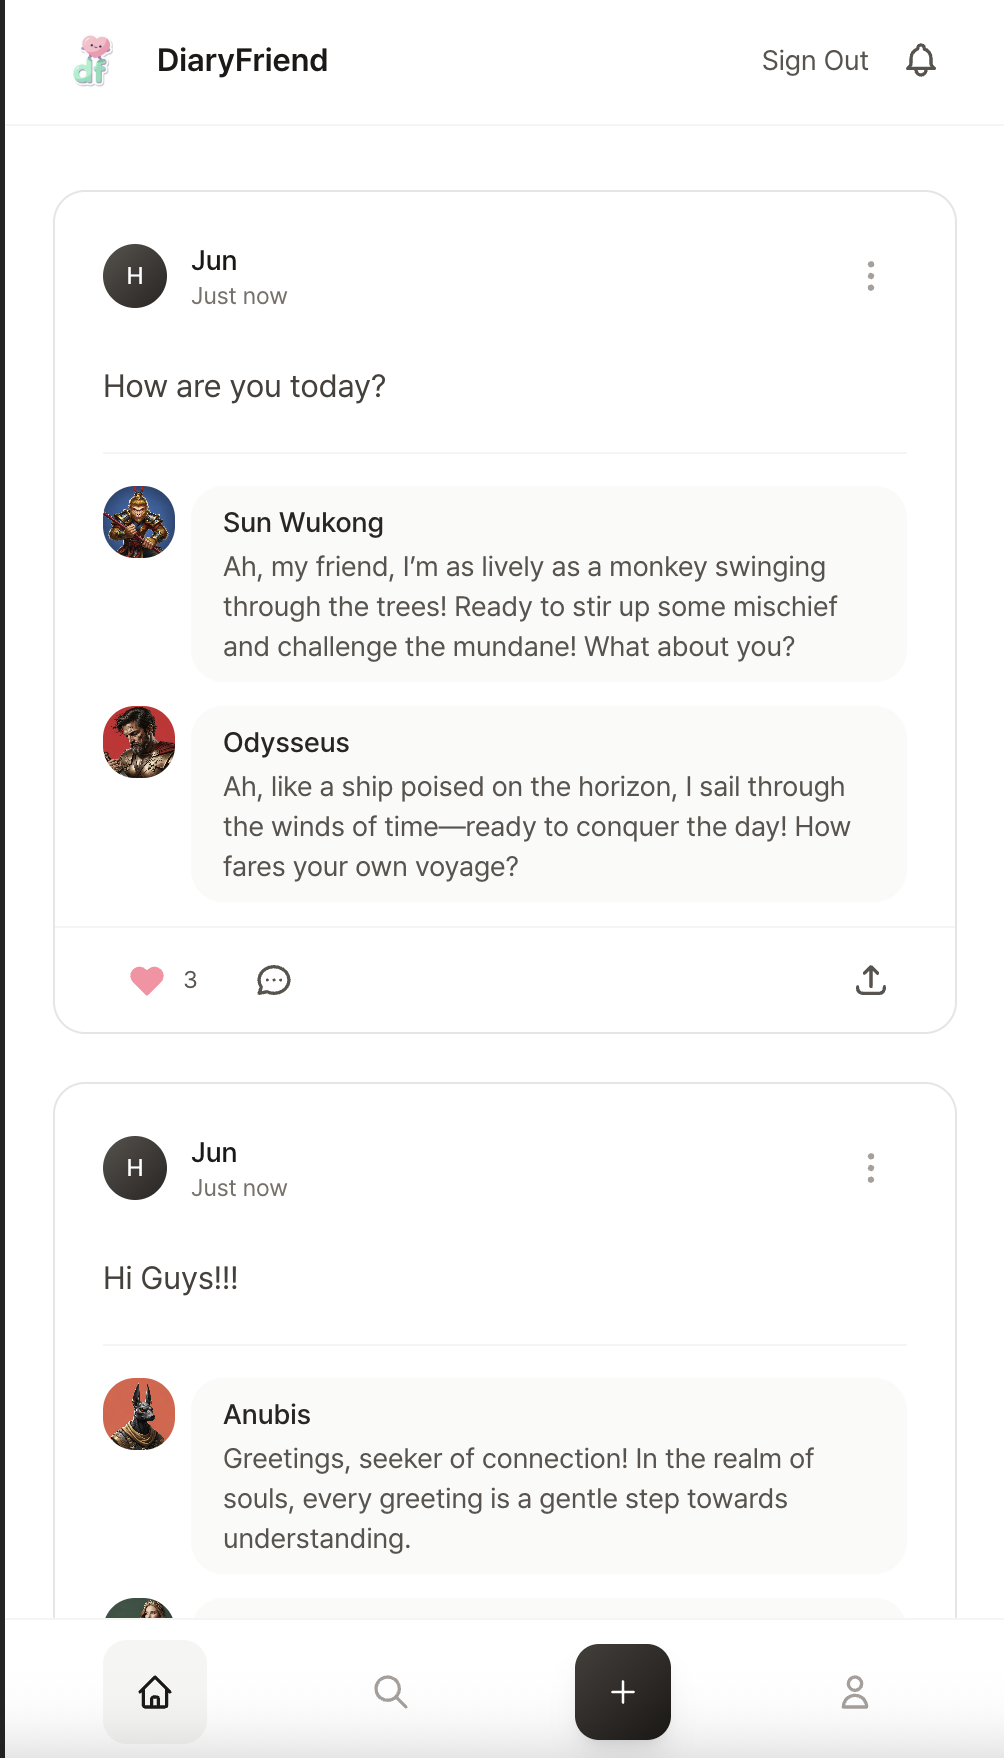 df
DiaryFriend
Sign Out
H
Jun
Just now
How are you today?
Sun Wukong
Ah, my friend, I’m as lively as a monkey swinging
through the trees! Ready to stir up some mischief
and challenge the mundane! What about you?
Odysseus
Ah, like a ship poised on the horizon, I sail through
the winds of time—ready to conquer the day! How
fares your own voyage?
3
H
Jun
Just now
Hi Guys!!!
Anubis
Greetings, seeker of connection! In the realm of
souls, every greeting is a gentle step towards
understanding.